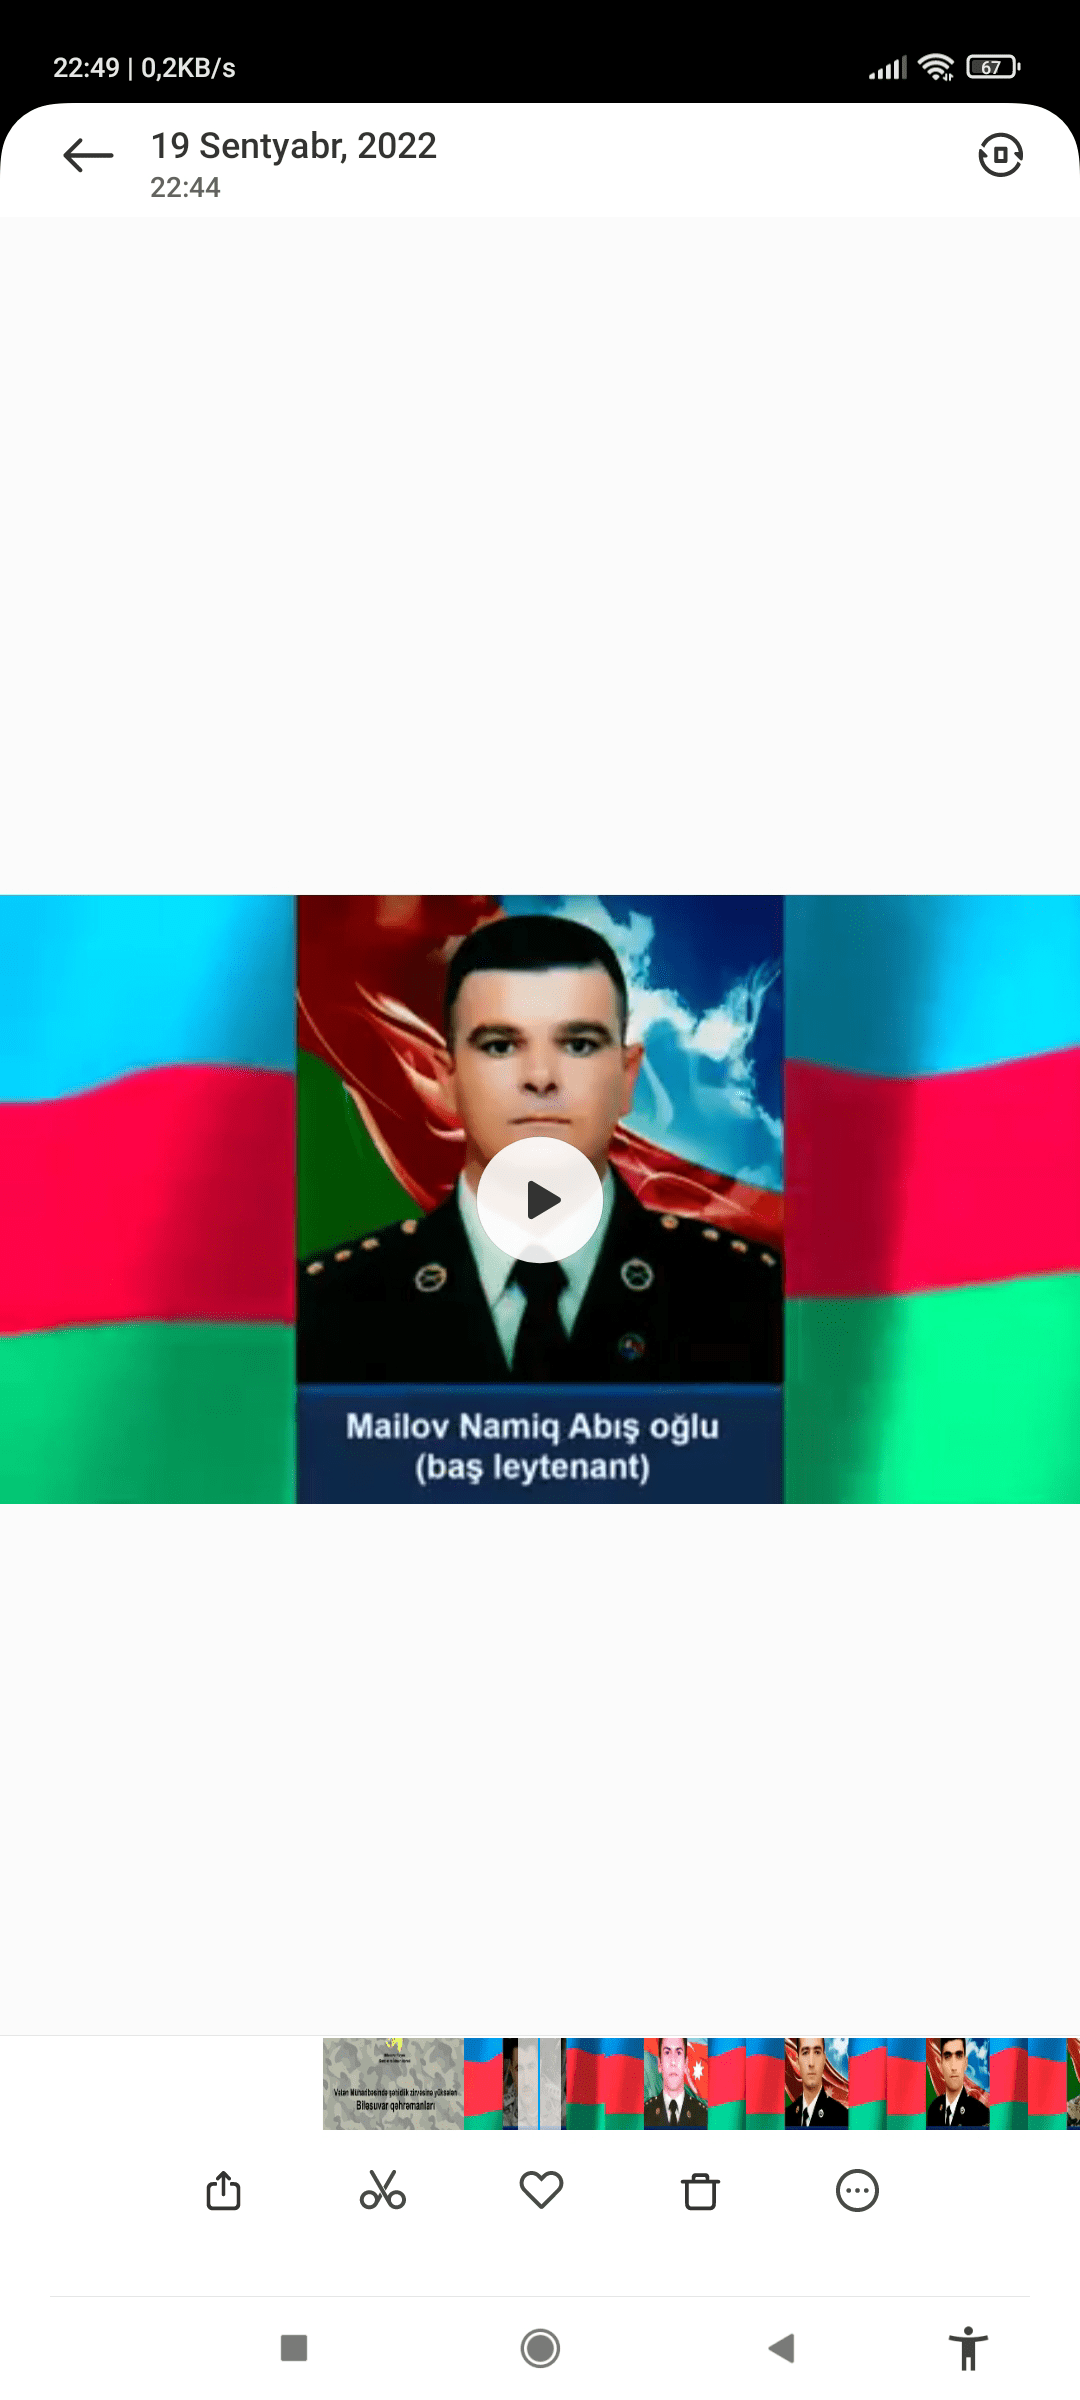 22:49 | 0,2KB/s
67
19 Sentyabr, 2022
22:44
Mailov Namiq Abış oğlu
(baş leytenant)
Vətən Müharibəsində şəhidlik zirvəsinə yüksələn
Biləsuvar qəhrəmanları